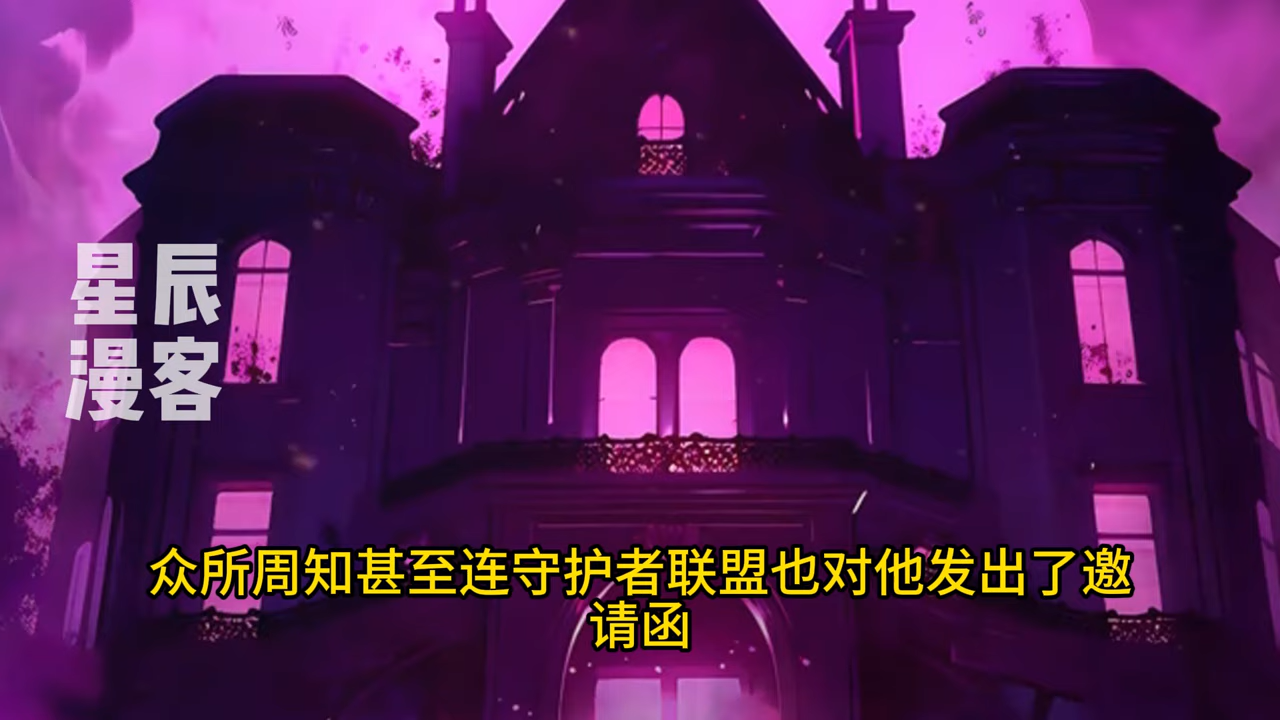 星辰
漫客
众所周知甚至连守护者联盟也对他发出了邀
请函